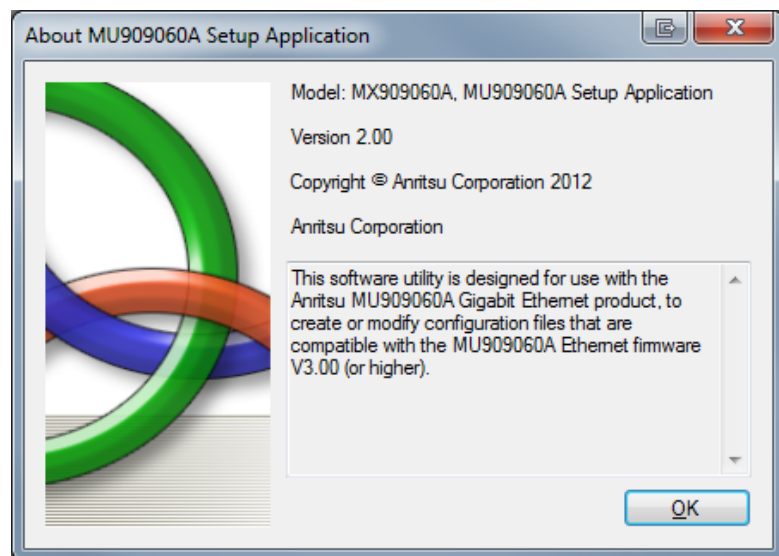 About MU909060A Setup Application
Model: MX909060A, MU909060A Setup Application
Version 2.00
Copyright © Anritsu Corporation 2012
Anritsu Corporation
This software utility is designed for use with the
Anritsu MU909060A Gigabit Ethernet product, to
create or modify configuration files that are
compatible with the MU909060A Ethernet firmware
V3.00 (or higher).
OK